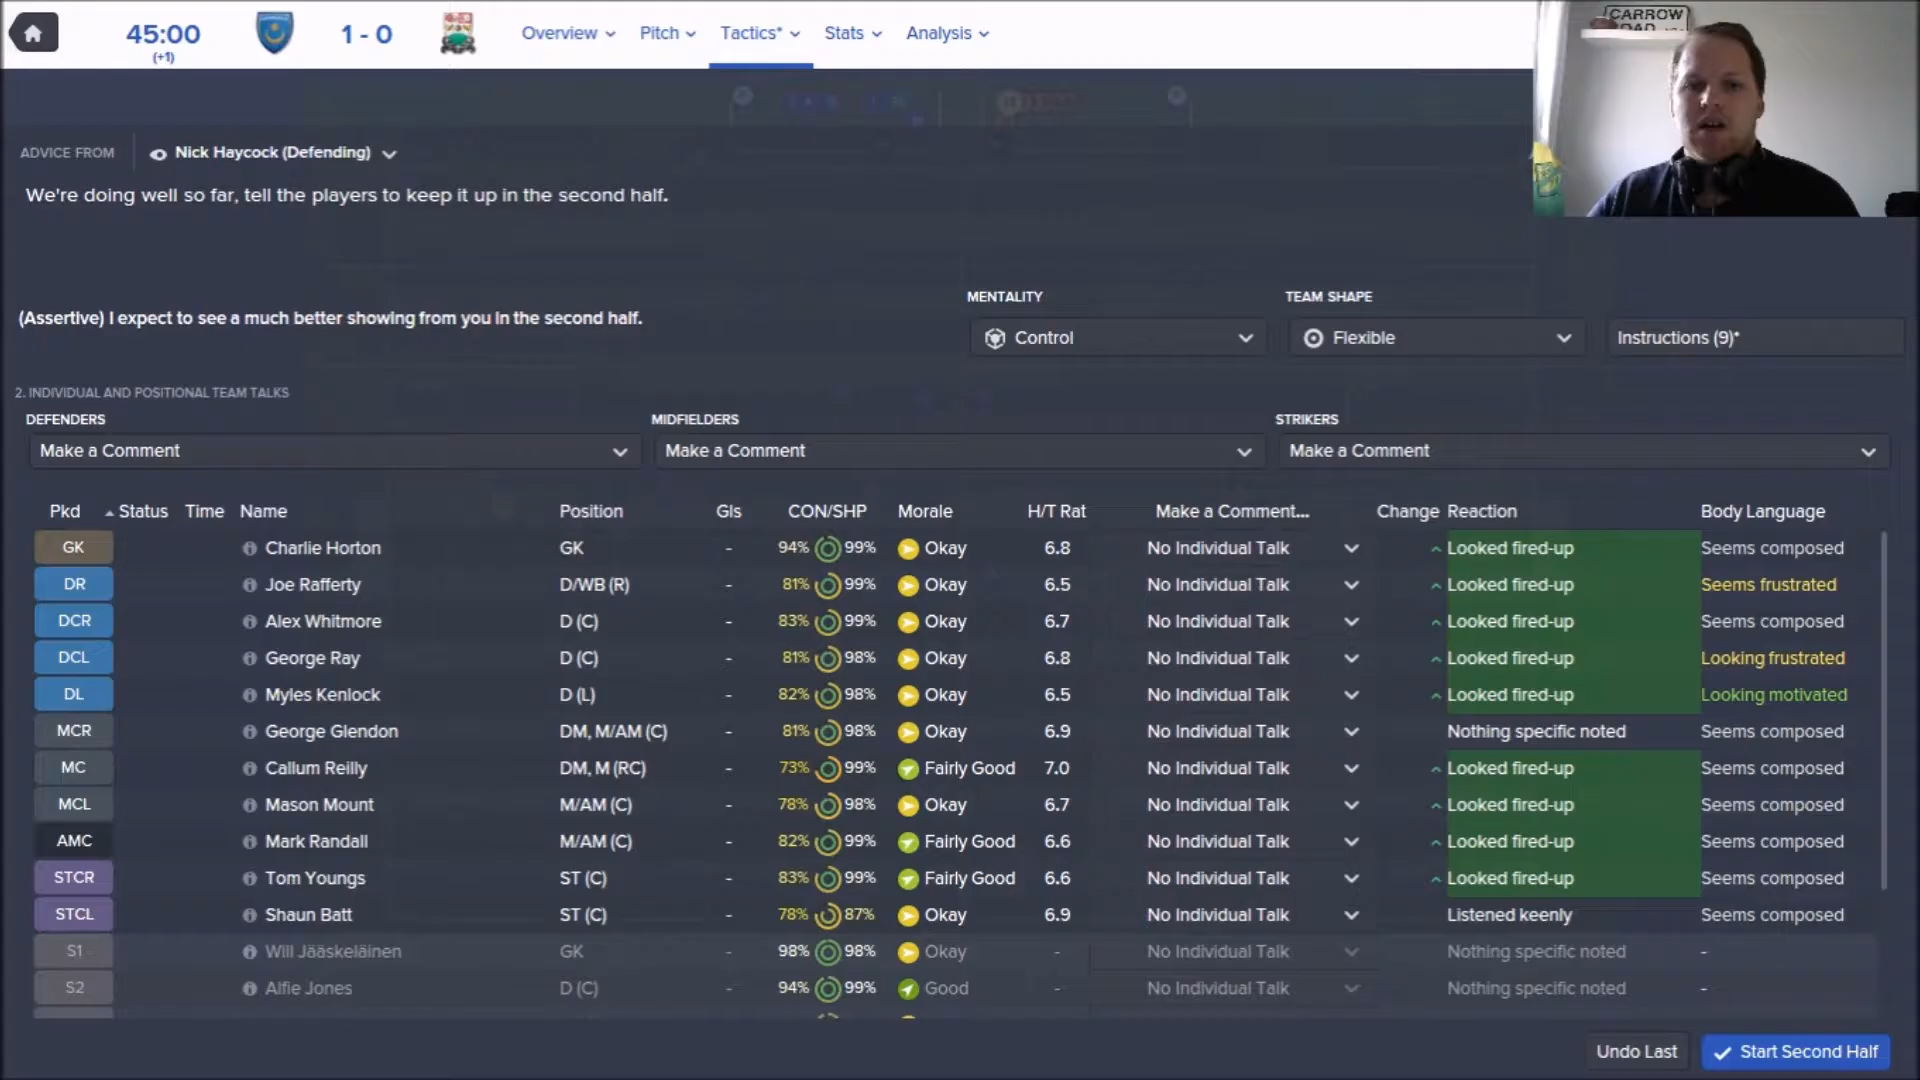 45:00
(+1)
1 - 0
Overview
Pitch
Tactics*
Stats
Analysis
CARROW
ROAD
ADVICE FROM
Nick Haycock (Defending)
We're doing well so far, tell the players to keep it up in the second half.
(Assertive) I expect to see a much better showing from you in the second half.
MENTALITY
Control
TEAM SHAPE
Flexible
Instructions (9)*
2. INDIVIDUAL AND POSITIONAL TEAM TALKS
DEFENDERS
Make a Comment
MIDFIELDERS
Make a Comment
STRIKERS
Make a Comment
Pkd Status Time Name Position Gls CON/SHP Morale H/T Rat Make a Comment... Change Reaction Body Language
GK Charlie Horton GK - 94% 99% Okay 6.8 No Individual Talk Looked fired-up Seems composed
DR Joe Rafferty D/WB (R) - 81% 99% Okay 6.5 No Individual Talk Looked fired-up Seems frustrated
DCR Alex Whitmore D (C) - 83% 99% Okay 6.7 No Individual Talk Looked fired-up Seems composed
DCL George Ray D (C) - 81% 98% Okay 6.8 No Individual Talk Looked fired-up Looking frustrated
DL Myles Kenlock D (L) - 82% 98% Okay 6.5 No Individual Talk Looked fired-up Looking motivated
MCR George Glendon DM, M/AM (C) - 81% 98% Okay 6.9 No Individual Talk Nothing specific noted Seems composed
MC Callum Reilly DM, M (RC) - 73% 99% Fairly Good 7.0 No Individual Talk Looked fired-up Seems composed
MCL Mason Mount M/AM (C) - 78% 98% Okay 6.7 No Individual Talk Looked fired-up Seems composed
AMC Mark Randall M/AM (C) - 82% 99% Fairly Good 6.6 No Individual Talk Looked fired-up Seems composed
STCR Tom Youngs ST (C) - 83% 99% Fairly Good 6.6 No Individual Talk Looked fired-up Seems composed
STCL Shaun Batt ST (C) - 78% 87% Okay 6.9 No Individual Talk Listened keenly Seems composed
S1 Will Jääskeläinen GK - 98% 98% Okay - No Individual Talk Nothing specific noted -
S2 Alfie Jones D (C) - 94% 99% Good - No Individual Talk Nothing specific noted -
Undo Last
Start Second Half